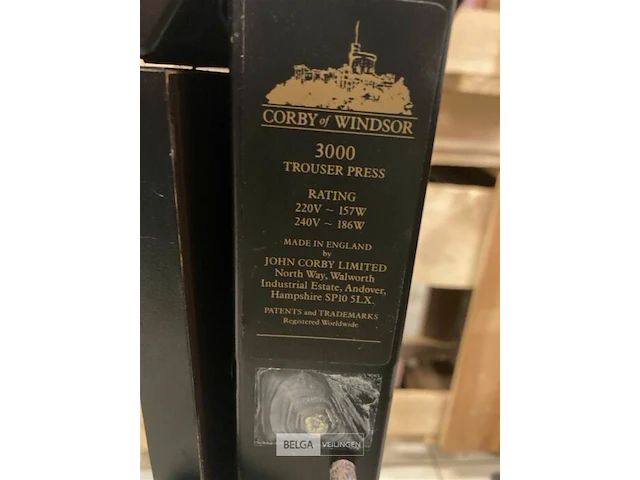 CORBY of WINDSOR
3000
TROUSER PRESS
RATING
220V ~ 157W
240V ~ 186W
MADE IN ENGLAND
by
JOHN CORBY LIMITED
North Way, Walworth
Industrial Estate, Andover,
Hampshire SP10 5LX.
PATENTS and TRADEMARKS
Registered Worldwide
BELGA VEILINGEN